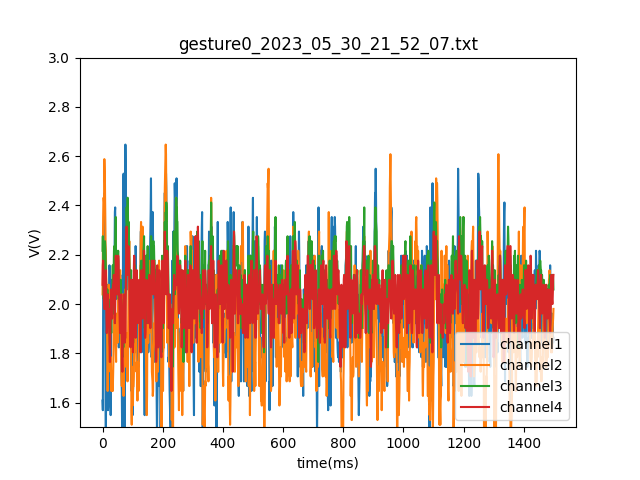 gesture0_2023_05_30_21_52_07.txt
3.0
2.8
2.6
2.4
2.2
2.0
1.8
1.6
V(V)
channel1
channel2
channel3
channel4
0 200 400 600 800 1000 1200 1400
time(ms)